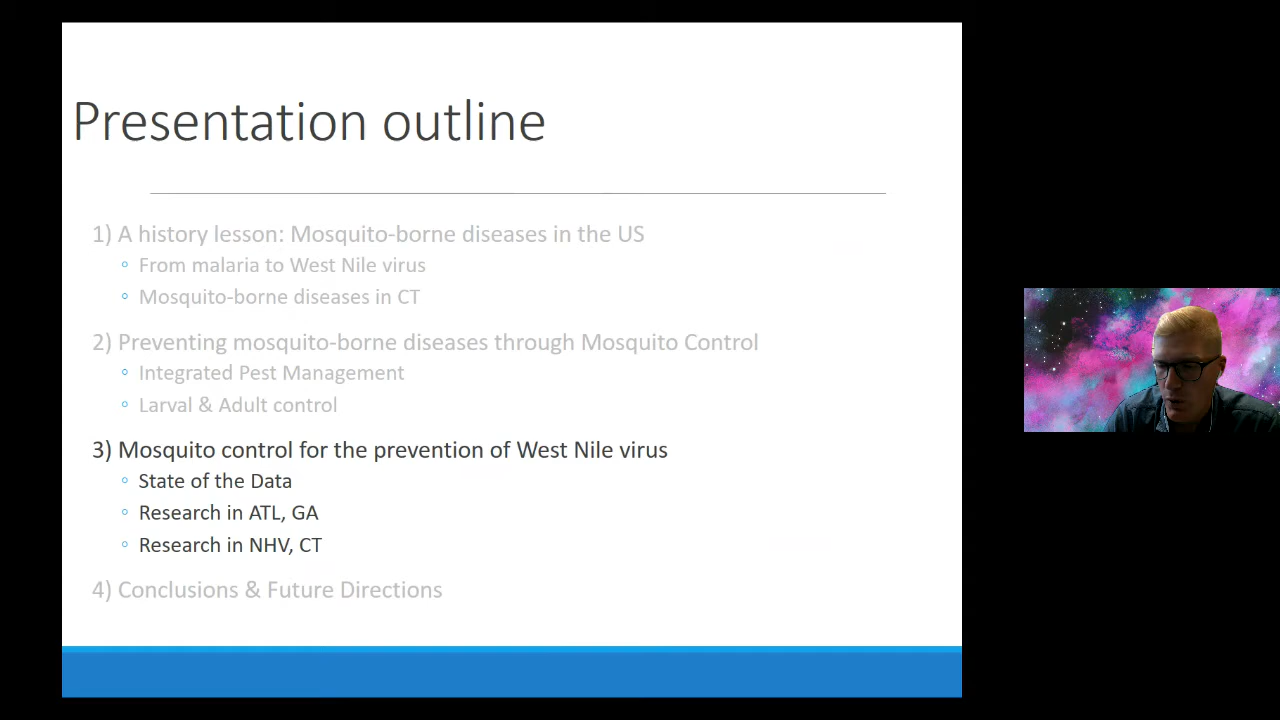 Presentation outline
1) A history lesson: Mosquito-borne diseases in the US
◦ From malaria to West Nile virus
◦ Mosquito-borne diseases in CT
2) Preventing mosquito-borne diseases through Mosquito Control
◦ Integrated Pest Management
◦ Larval & Adult control
3) Mosquito control for the prevention of West Nile virus
◦ State of the Data
◦ Research in ATL, GA
◦ Research in NHV, CT
4) Conclusions & Future Directions